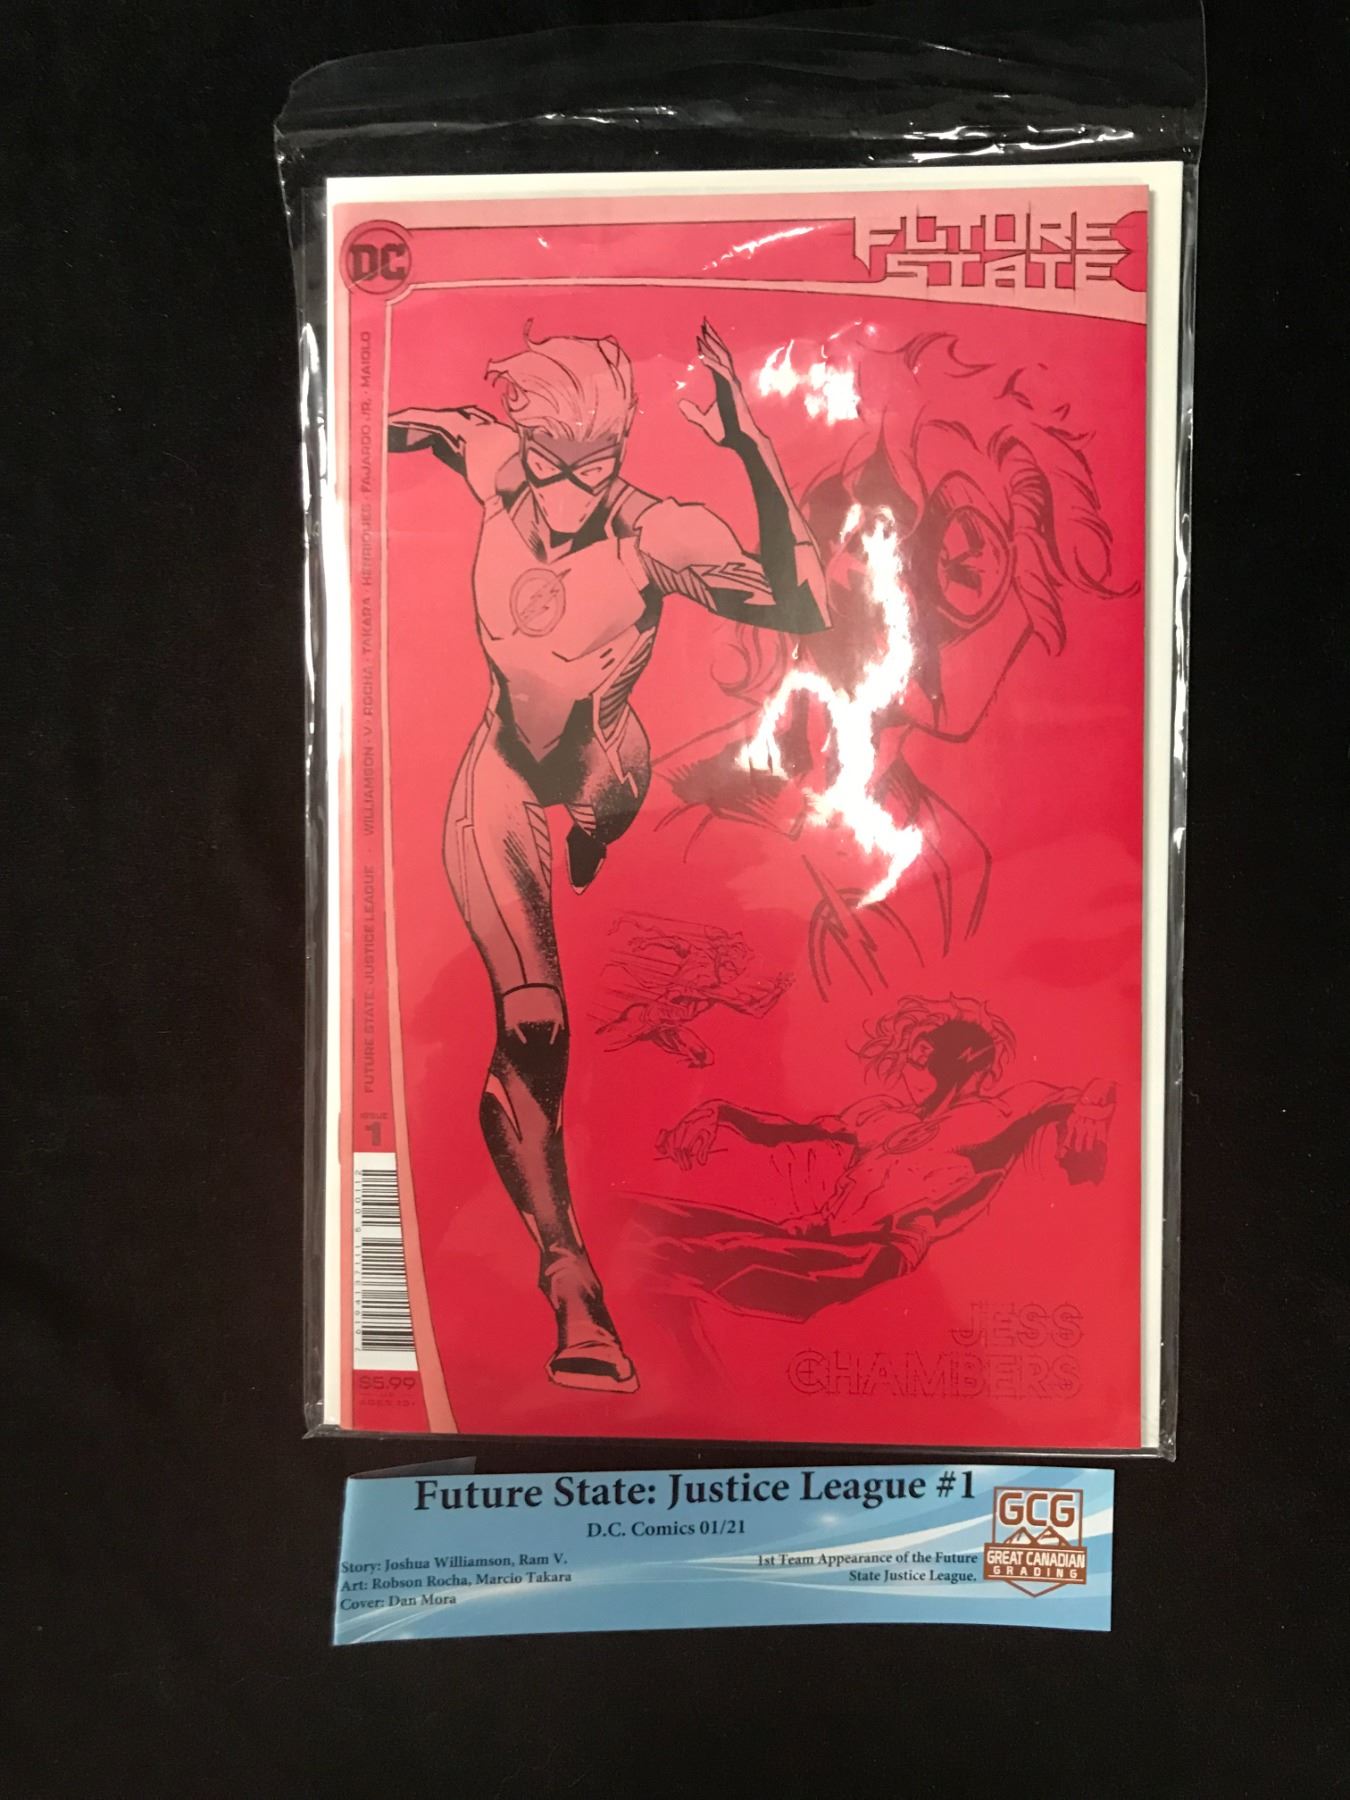 DC
FUTURE
STATE
FUTURE STATE: JUSTICE LEAGUE · WILLIAMSON · V · ROCHA · TAKARA · HENRIQUES · FAJARDO JR. · MAIOLO
ISSUE
1
$5.99
JESS
CHAMBERS
Future State: Justice League #1
D.C. Comics 01/21
Story: Joshua Williamson, Ram V.
Art: Robson Rocha, Marcio Takara
Cover: Dan Mora
1st Team Appearance of the Future
State Justice League.
GCG
GREAT CANADIAN
GRADING